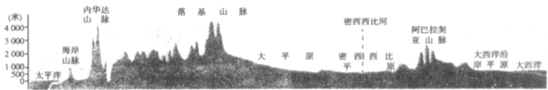 (米)
4 000
3 000
2 000
1 000
500
0
太平洋
海岸
山脉
内华达
山脉
落基山脉
大平原
密西西比河
密西西比
平原
阿巴拉契
亚山脉
大西洋沿
岸平原
大西洋